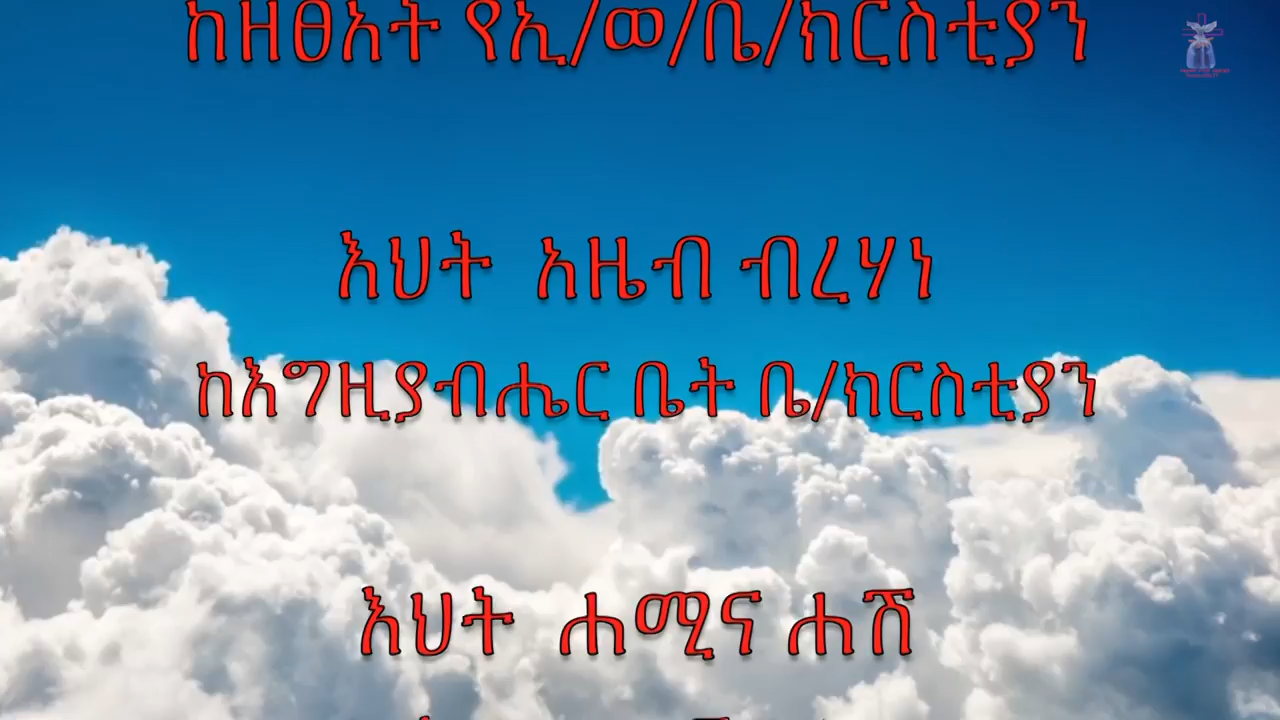 ከዘፀአት የኢ/ወ/ቤ/ክርስቲያን
እህት አዜብ ብረሃነ
ከእግዚያብሔር ቤት ቤ/ክርስቲያን
እህት ሐሚና ሐሽ